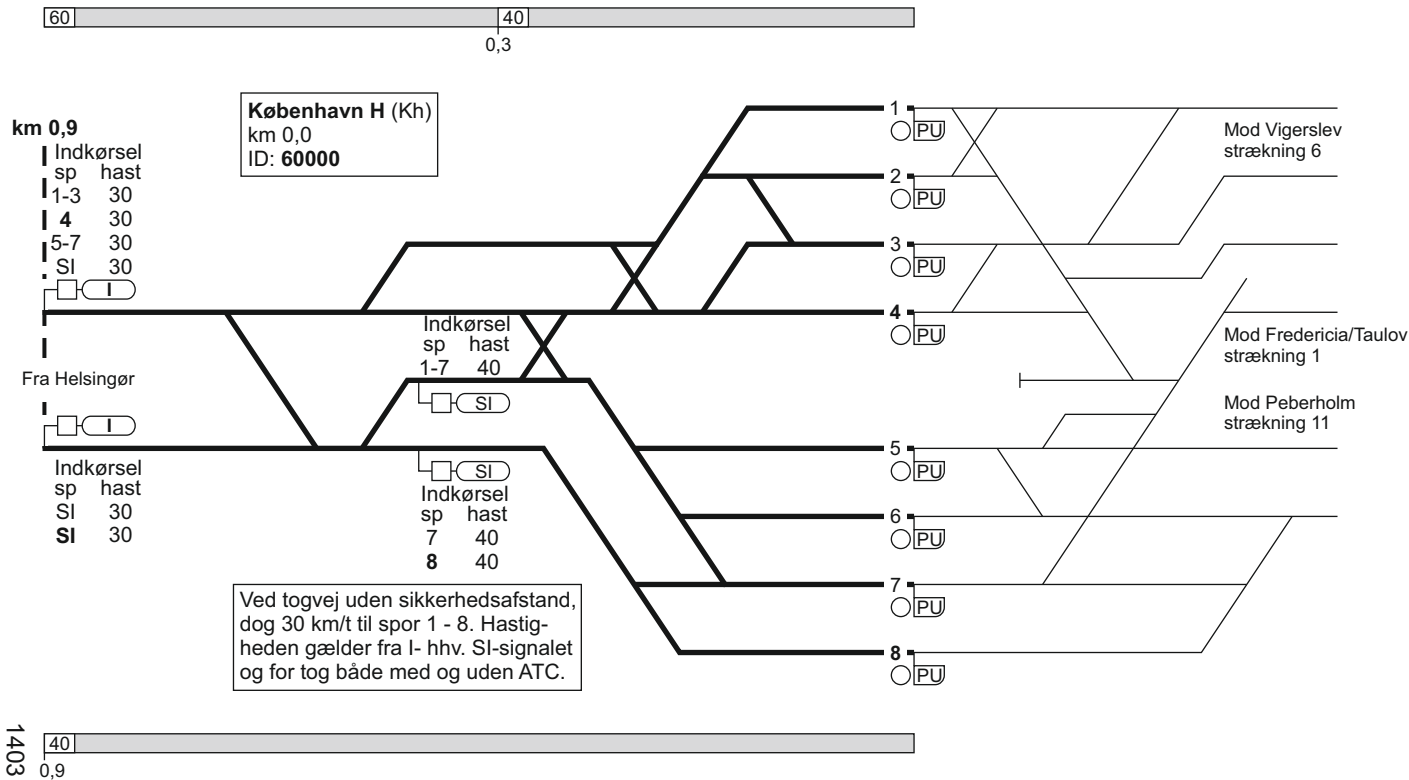 60
40
0,3
København H (Kh)
km 0,0
ID: 60000
km 0,9
Indkørsel
sp hast
1-3 30
4 30
5-7 30
SI 30
I
Fra Helsingør
I
Indkørsel
sp hast
SI 30
SI 30
Indkørsel
sp hast
1-7 40
SI
SI
Indkørsel
sp hast
7 40
8 40
Ved togvej uden sikkerhedsafstand,
dog 30 km/t til spor 1 - 8. Hastig-
heden gælder fra I- hhv. SI-signalet
og for tog både med og uden ATC.
1
PU
2
PU
3
PU
4
PU
5
PU
6
PU
7
PU
8
PU
Mod Vigerslev
strækning 6
Mod Fredericia/Taulov
strækning 1
Mod Peberholm
strækning 11
1403
40
0,9